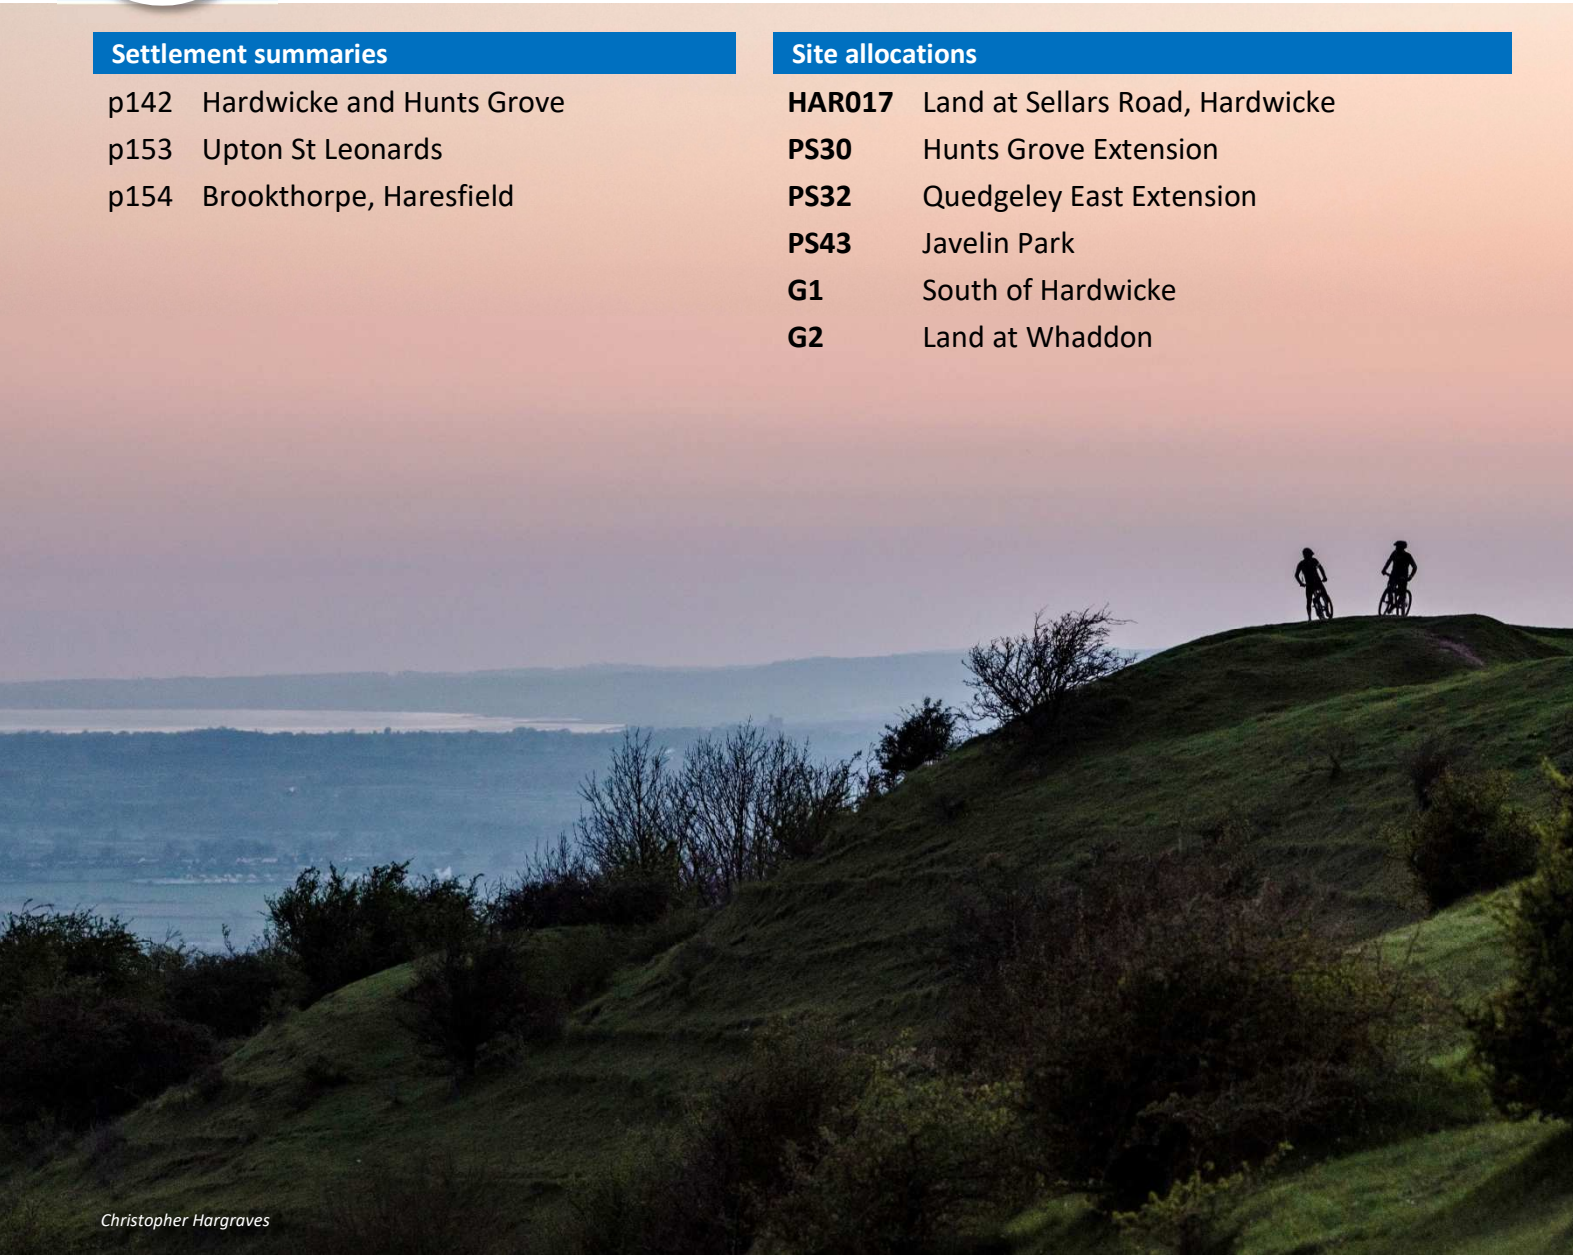 Settlement summaries
p142 Hardwicke and Hunts Grove
p153 Upton St Leonards
p154 Brookthorpe, Haresfield
Site allocations
HAR017 Land at Sellars Road, Hardwicke
PS30 Hunts Grove Extension
PS32 Quedgeley East Extension
PS43 Javelin Park
G1 South of Hardwicke
G2 Land at Whaddon
Christopher Hargraves